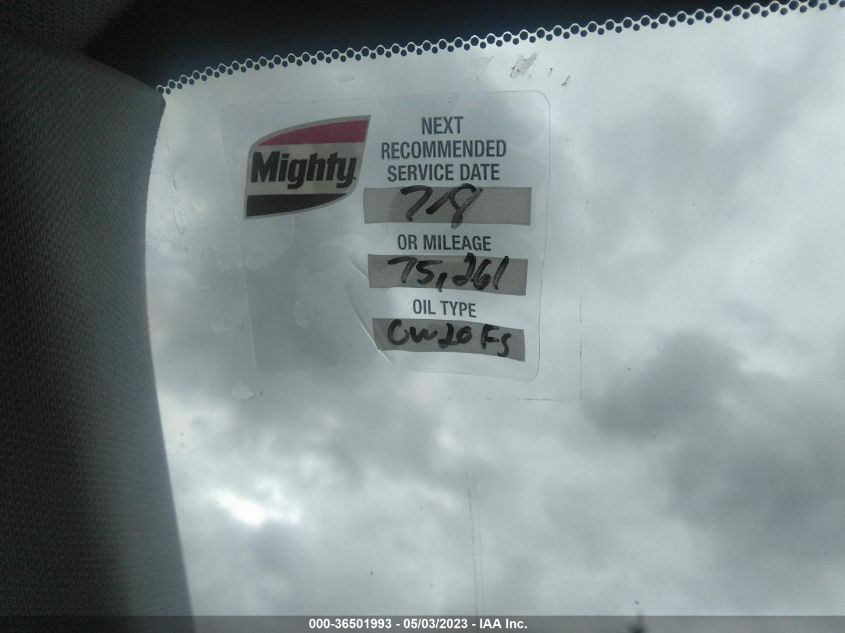 Mighty
NEXT
RECOMMENDED
SERVICE DATE
7/8
OR MILEAGE
75,261
OIL TYPE
0w20 FS
000-36501993 - 05/03/2023 - IAA Inc.